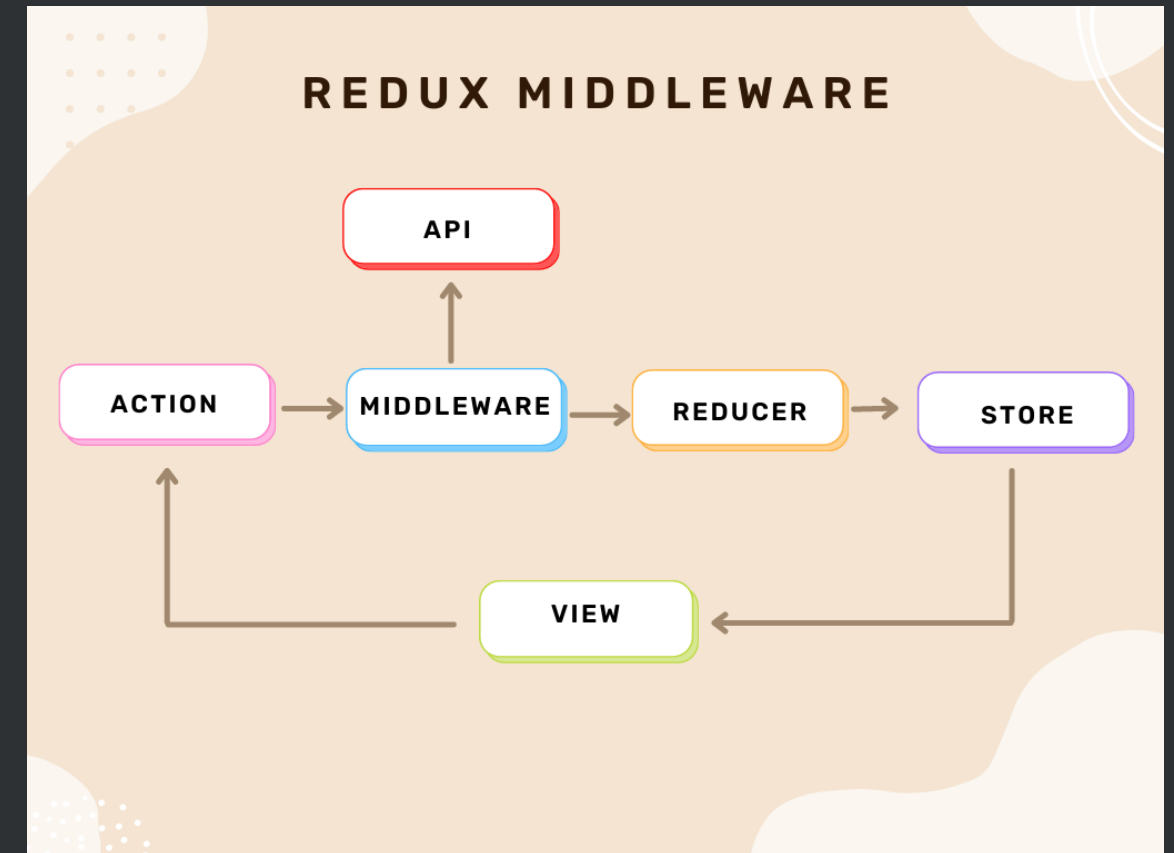 REDUX MIDDLEWARE
API
ACTION
MIDDLEWARE
REDUCER
STORE
VIEW